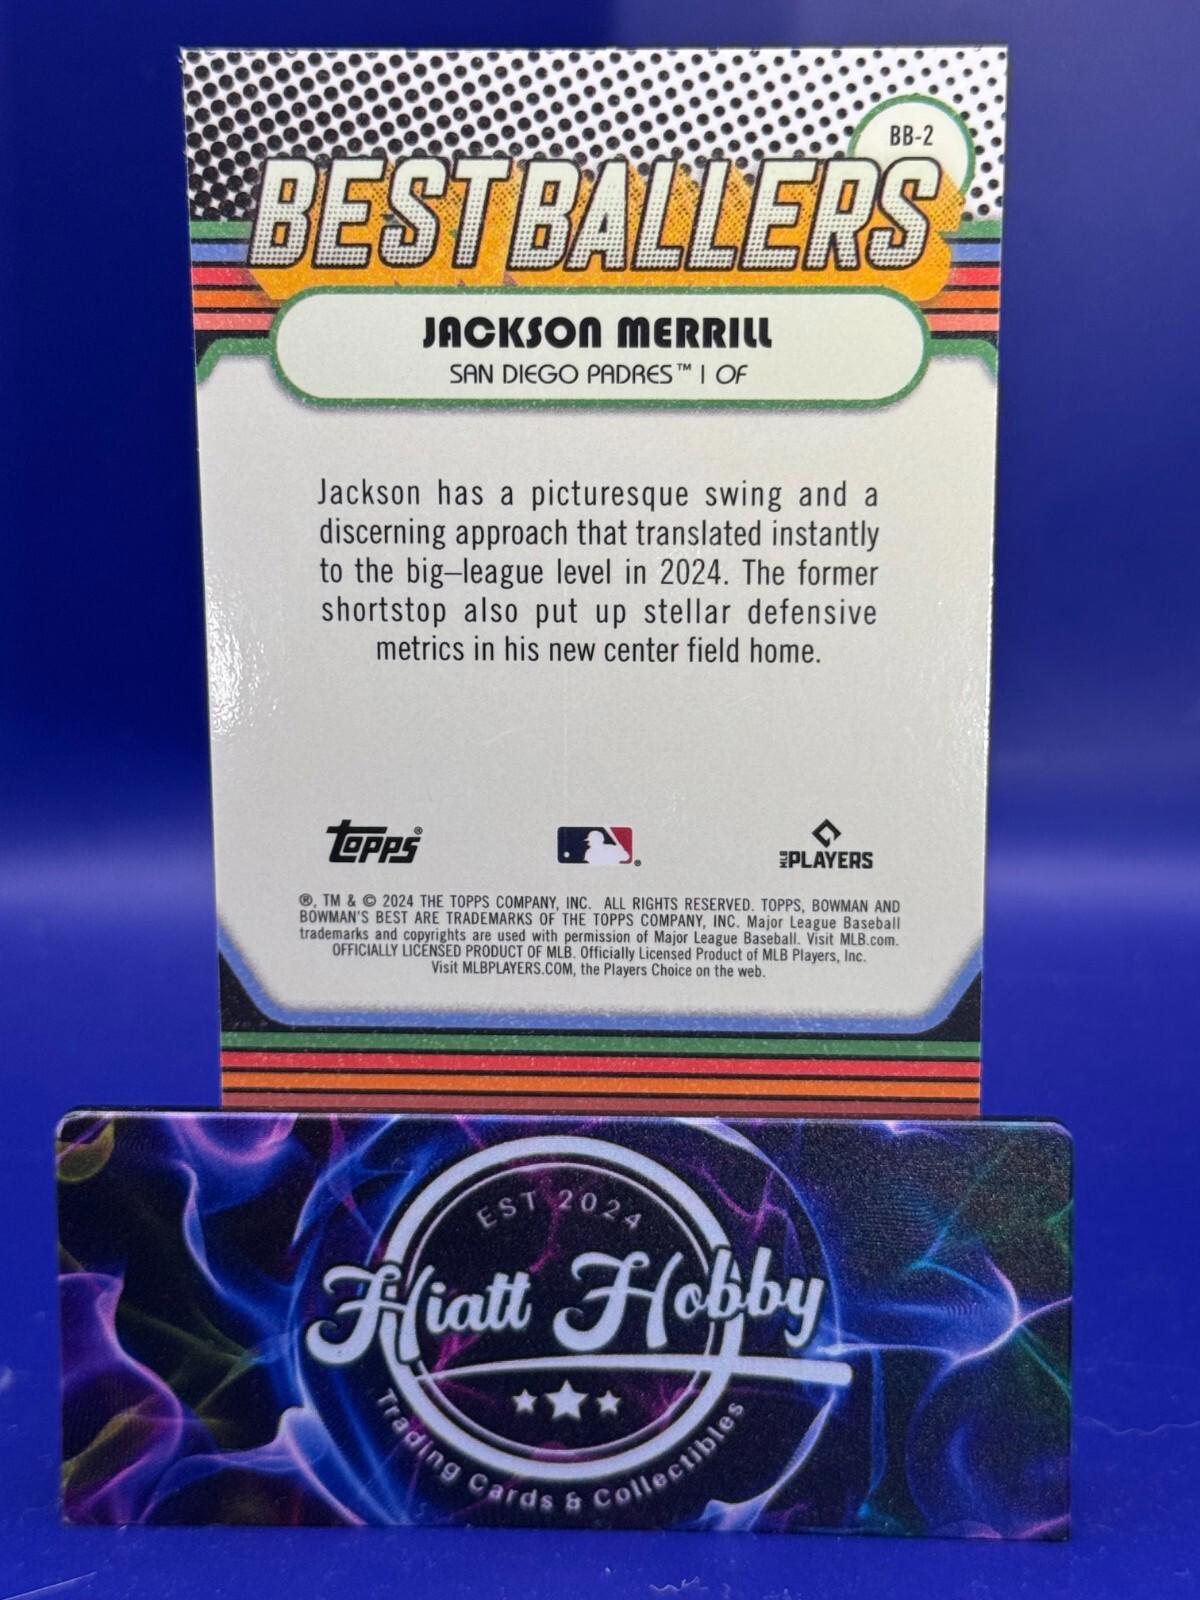 BB-2
BEST BALLERS
JACKSON MERRILL
SAN DIEGO PADRES™ | OF
Jackson has a picturesque swing and a
discerning approach that translated instantly
to the big–league level in 2024. The former
shortstop also put up stellar defensive
metrics in his new center field home.
topps®
®
MLB PLAYERS
®, TM & © 2024 THE TOPPS COMPANY, INC. ALL RIGHTS RESERVED. TOPPS, BOWMAN AND
BOWMAN'S BEST ARE TRADEMARKS OF THE TOPPS COMPANY, INC. Major League Baseball
trademarks and copyrights are used with permission of Major League Baseball. Visit MLB.com.
OFFICIALLY LICENSED PRODUCT OF MLB. Officially Licensed Product of MLB Players, Inc.
Visit MLBPLAYERS.COM, the Players Choice on the web.
EST 2024
Hiatt Hobby
Trading Cards & Collectibles